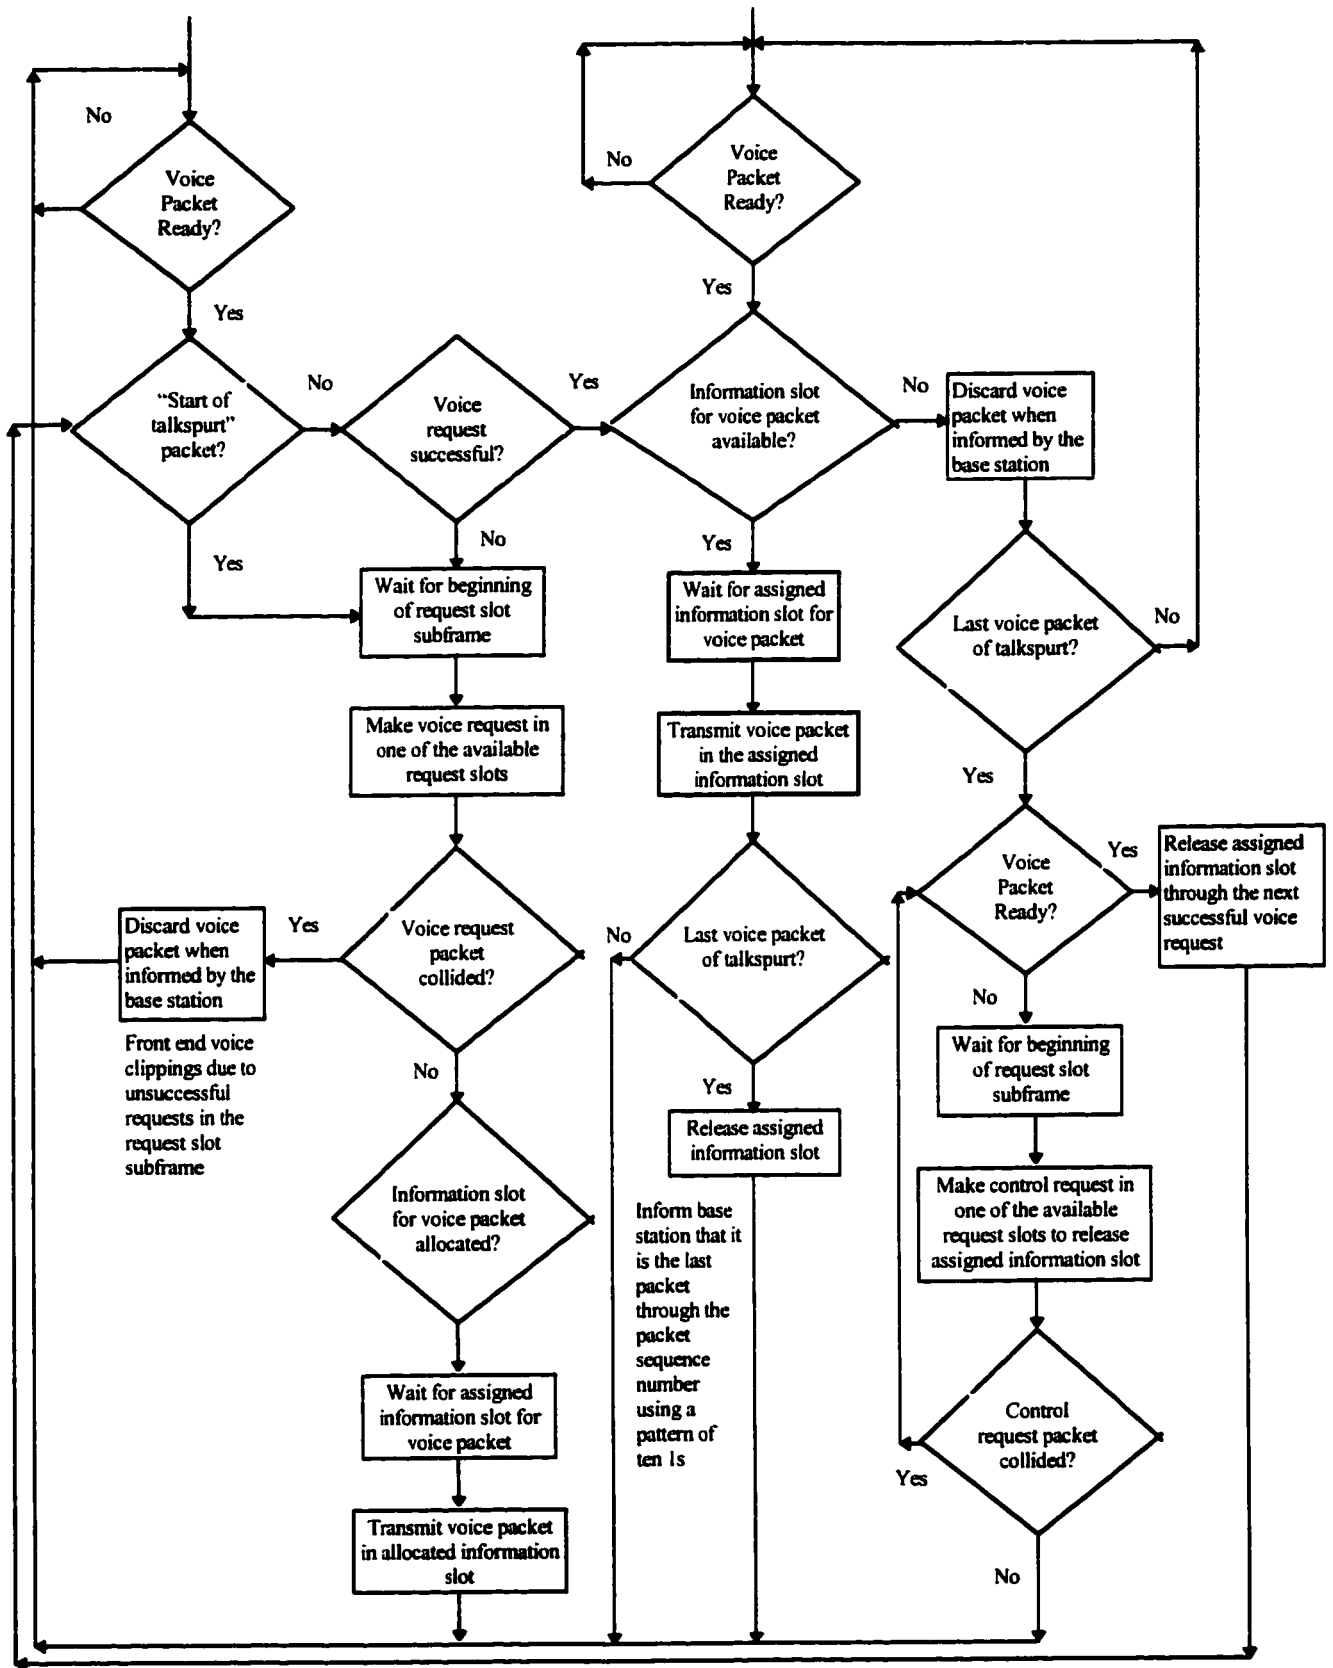 No
Voice
Packet
Ready?
Yes
"Start of
talkspurt"
packet?
No
Yes
Voice
request
successful?
Yes
No
Wait for beginning
of request slot
subframe
Make voice request in
one of the available
request slots
Voice request
packet
collided?
Yes
Discard voice
packet when
informed by the
base station
Front end voice
clippings due to
unsuccessful
requests in the
request slot
subframe
No
Information slot
for voice packet
allocated?
Wait for assigned
information slot for
voice packet
Transmit voice packet
in allocated information
slot
No
Voice
Packet
Ready?
Yes
Information slot
for voice packet
available?
No
Yes
Wait for assigned
information slot for
voice packet
Transmit voice packet
in the assigned
information slot
No
Last voice packet
of talkspurt?
Yes
Release assigned
information slot
Inform base
station that it
is the last
packet
through the
packet
sequence
number
using a
pattern of
ten 1s
Discard voice
packet when
informed by the
base station
Last voice packet
of talkspurt?
No
Yes
Voice
Packet
Ready?
Yes
Release assigned
information slot
through the next
successful voice
request
No
Wait for beginning
of request slot
subframe
Make control request in
one of the available
request slots to release
assigned information slot
Control
request packet
collided?
Yes
No